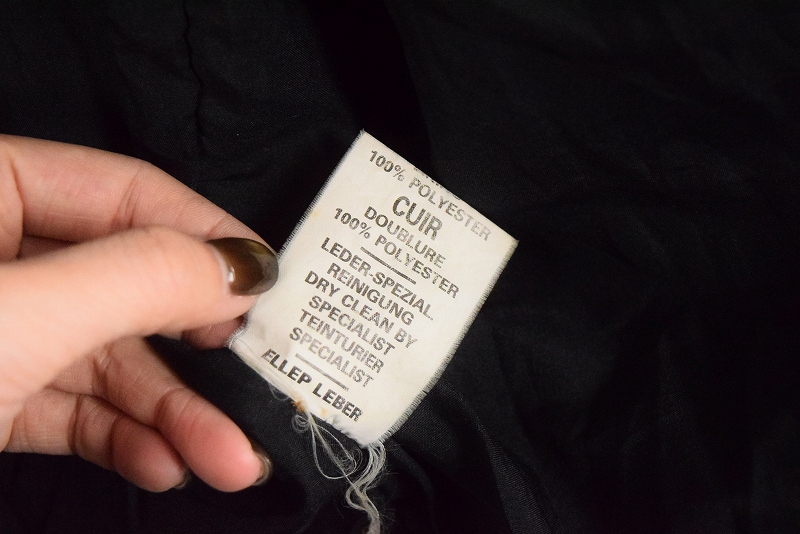 100% POLYESTER
CUIR
DOUBLURE
100% POLYESTER
LEDER-SPEZIAL-
REINIGUNG
DRY CLEAN BY
SPECIALIST
TEINTURIER
SPECIALIST
ELLEP LEBER